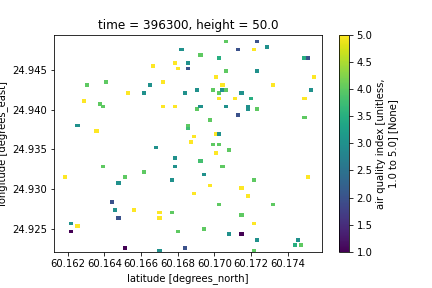 time = 396300, height = 50.0
5.0
4.5
4.0
3.5
3.0
2.5
2.0
1.5
1.0
air quality index [unitless,
1.0 to 5.0] [None]
24.945
24.940
24.935
24.930
24.925
longitude [degrees_east]
60.162 60.164 60.166 60.168 60.170 60.172 60.174
latitude [degrees_north]